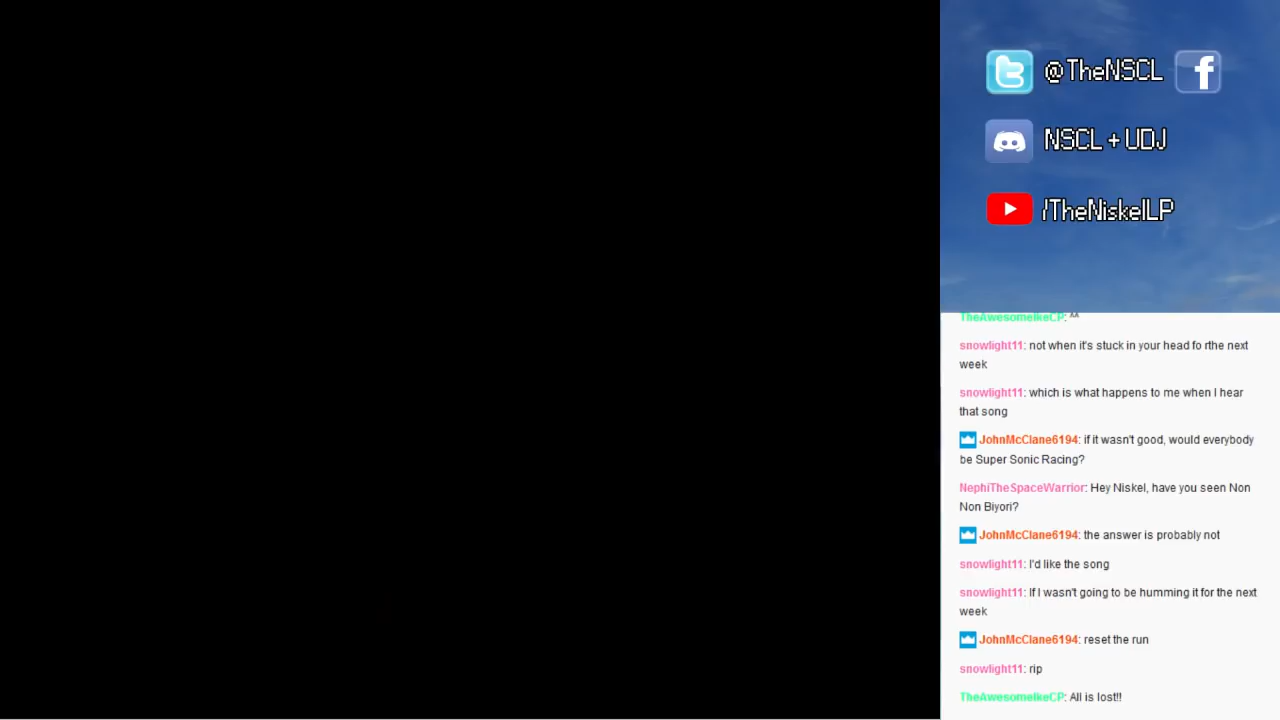 @TheNSCL
NSCL + UDJ
/TheNiskelLP
TheAwesomeIkeCP: ^^
snowlight11: not when it's stuck in your head fo rthe next
week
snowlight11: which is what happens to me when I hear
that song
JohnMcClane6194: if it wasn't good, would everybody
be Super Sonic Racing?
NephiTheSpaceWarrior: Hey Niskel, have you seen Non
Non Biyori?
JohnMcClane6194: the answer is probably not
snowlight11: I'd like the song
snowlight11: If I wasn't going to be humming it for the next
week
JohnMcClane6194: reset the run
snowlight11: rip
TheAwesomeIkeCP: All is lost!!